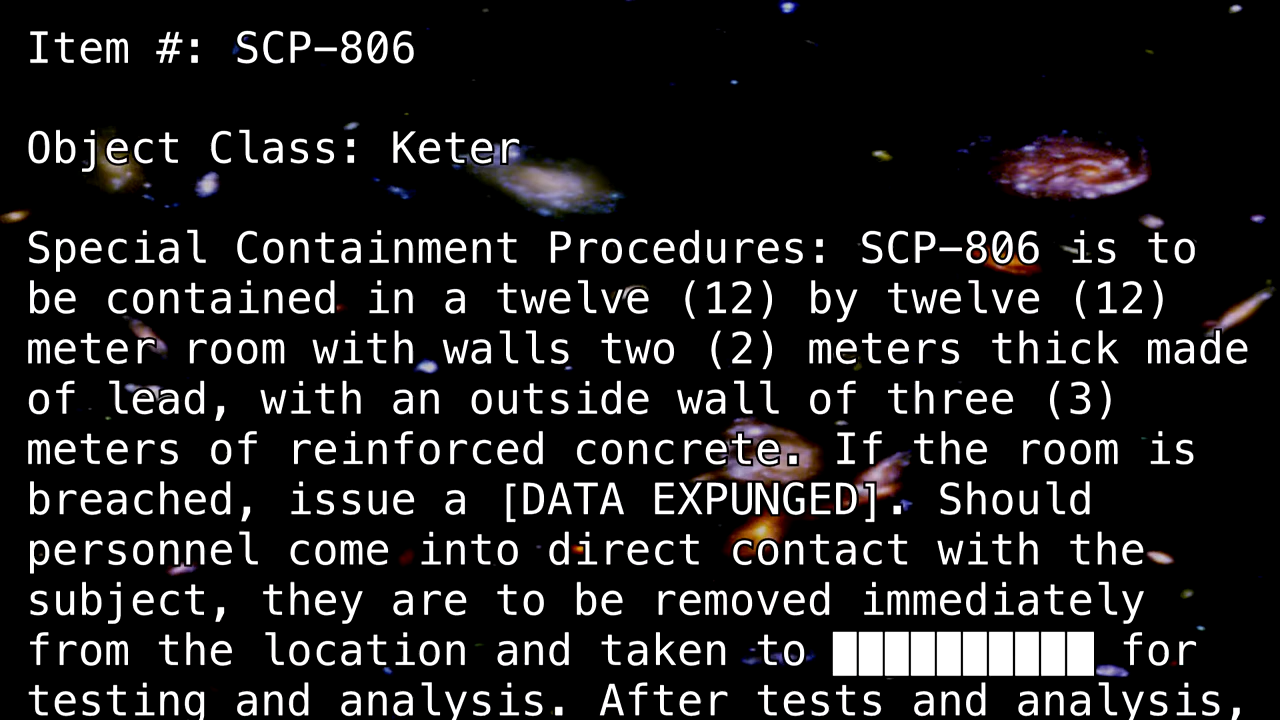 Item #: SCP-806
Object Class: Keter
Special Containment Procedures: SCP-806 is to
be contained in a twelve (12) by twelve (12)
meter room with walls two (2) meters thick made
of lead, with an outside wall of three (3)
meters of reinforced concrete. If the room is
breached, issue a [DATA EXPUNGED]. Should
personnel come into direct contact with the
subject, they are to be removed immediately
from the location and taken to ██████████ for
testing and analysis. After tests and analysis,